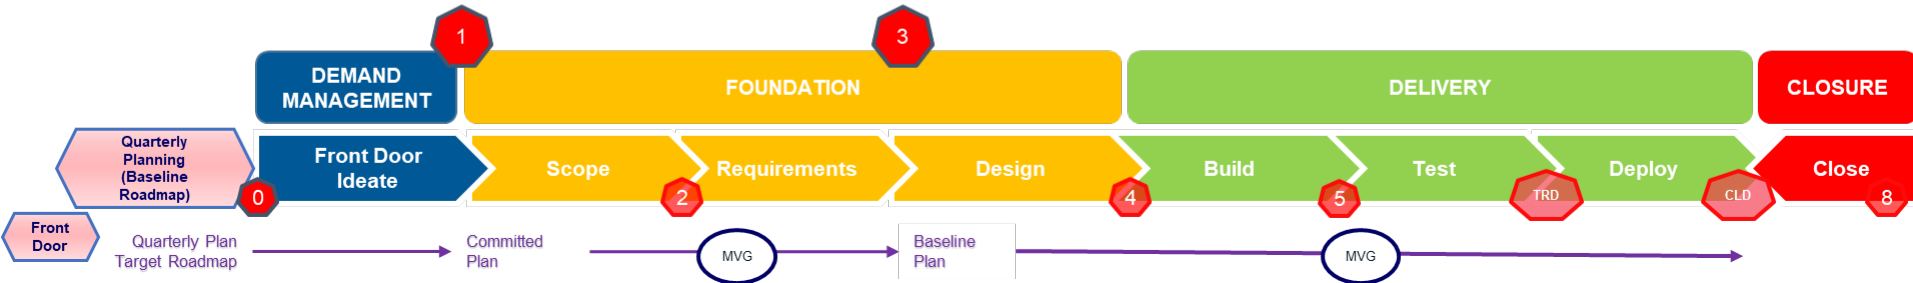 1
3
DEMAND
MANAGEMENT
FOUNDATION
DELIVERY
CLOSURE
Quarterly
Planning
(Baseline
Roadmap)
Front Door
Ideate
Scope
Requirements
Design
Build
Test
Deploy
Close
0
2
4
5
TRD
CLD
8
Front
Door
Quarterly Plan
Target Roadmap
Committed
Plan
MVG
Baseline
Plan
MVG